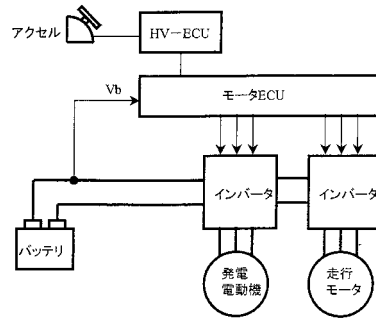 アクセル
HV－ECU
Vb
モータECU
インバータ
インバータ
バッテリ
発電
電動機
走行
モータ